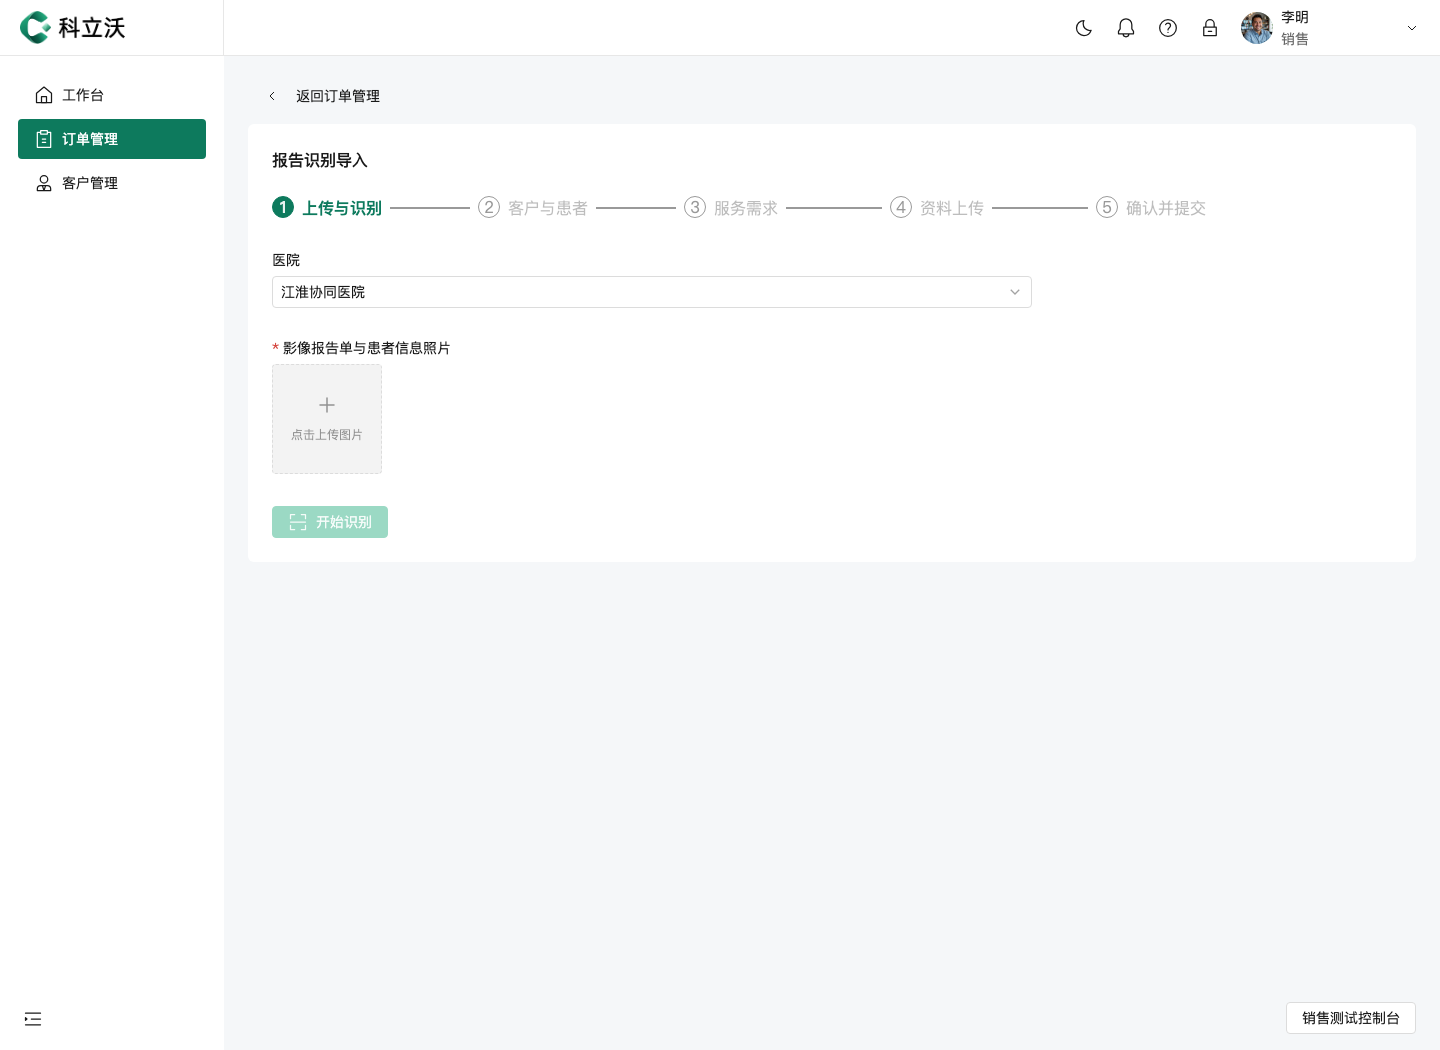 科立沃
李明
销售
工作台
订单管理
客户管理
返回订单管理
报告识别导入
1 上传与识别
2 客户与患者
3 服务需求
4 资料上传
5 确认并提交
医院
江淮协同医院
* 影像报告单与患者信息照片
点击上传图片
开始识别
销售测试控制台